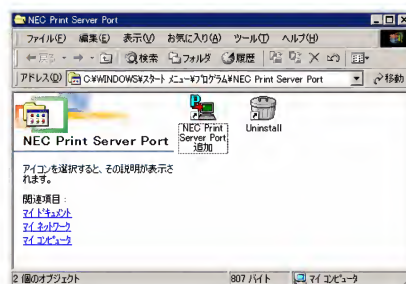 NEC Print Server Port
ファイル(F) 編集(E) 表示(V) お気に入り(A) ツール(T) ヘルプ(H)
戻る 検索 フォルダ 履歴
アドレス(D) C:¥WINDOWS¥スタート メニュー¥プログラム¥NEC Print Server Port 移動
NEC Print Server Port
アイコンを選択すると、その説明が表示されます。
関連項目:
マイ ドキュメント
マイ ネットワーク
マイ コンピュータ
NEC Print
Server Port
追加
Uninstall
2 個のオブジェクト 807 バイト マイ コンピュータ